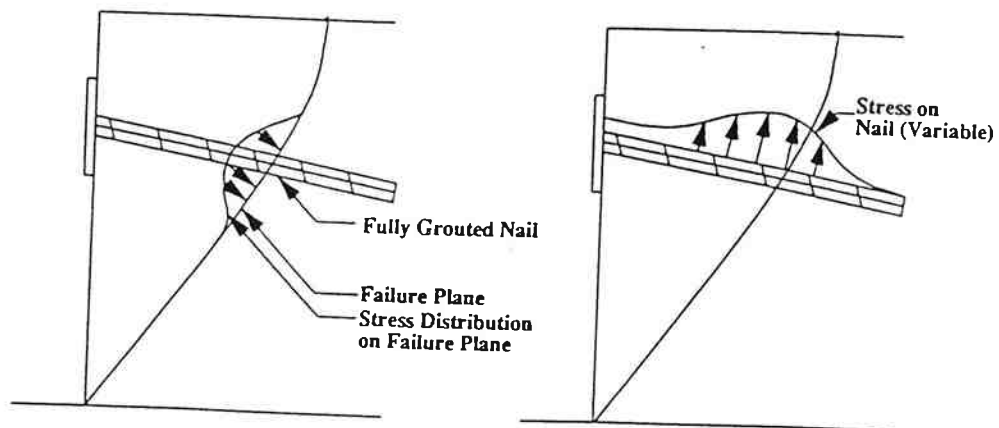 Fully Grouted Nail
Failure Plane
Stress Distribution
on Failure Plane
Stress on
Nail (Variable)